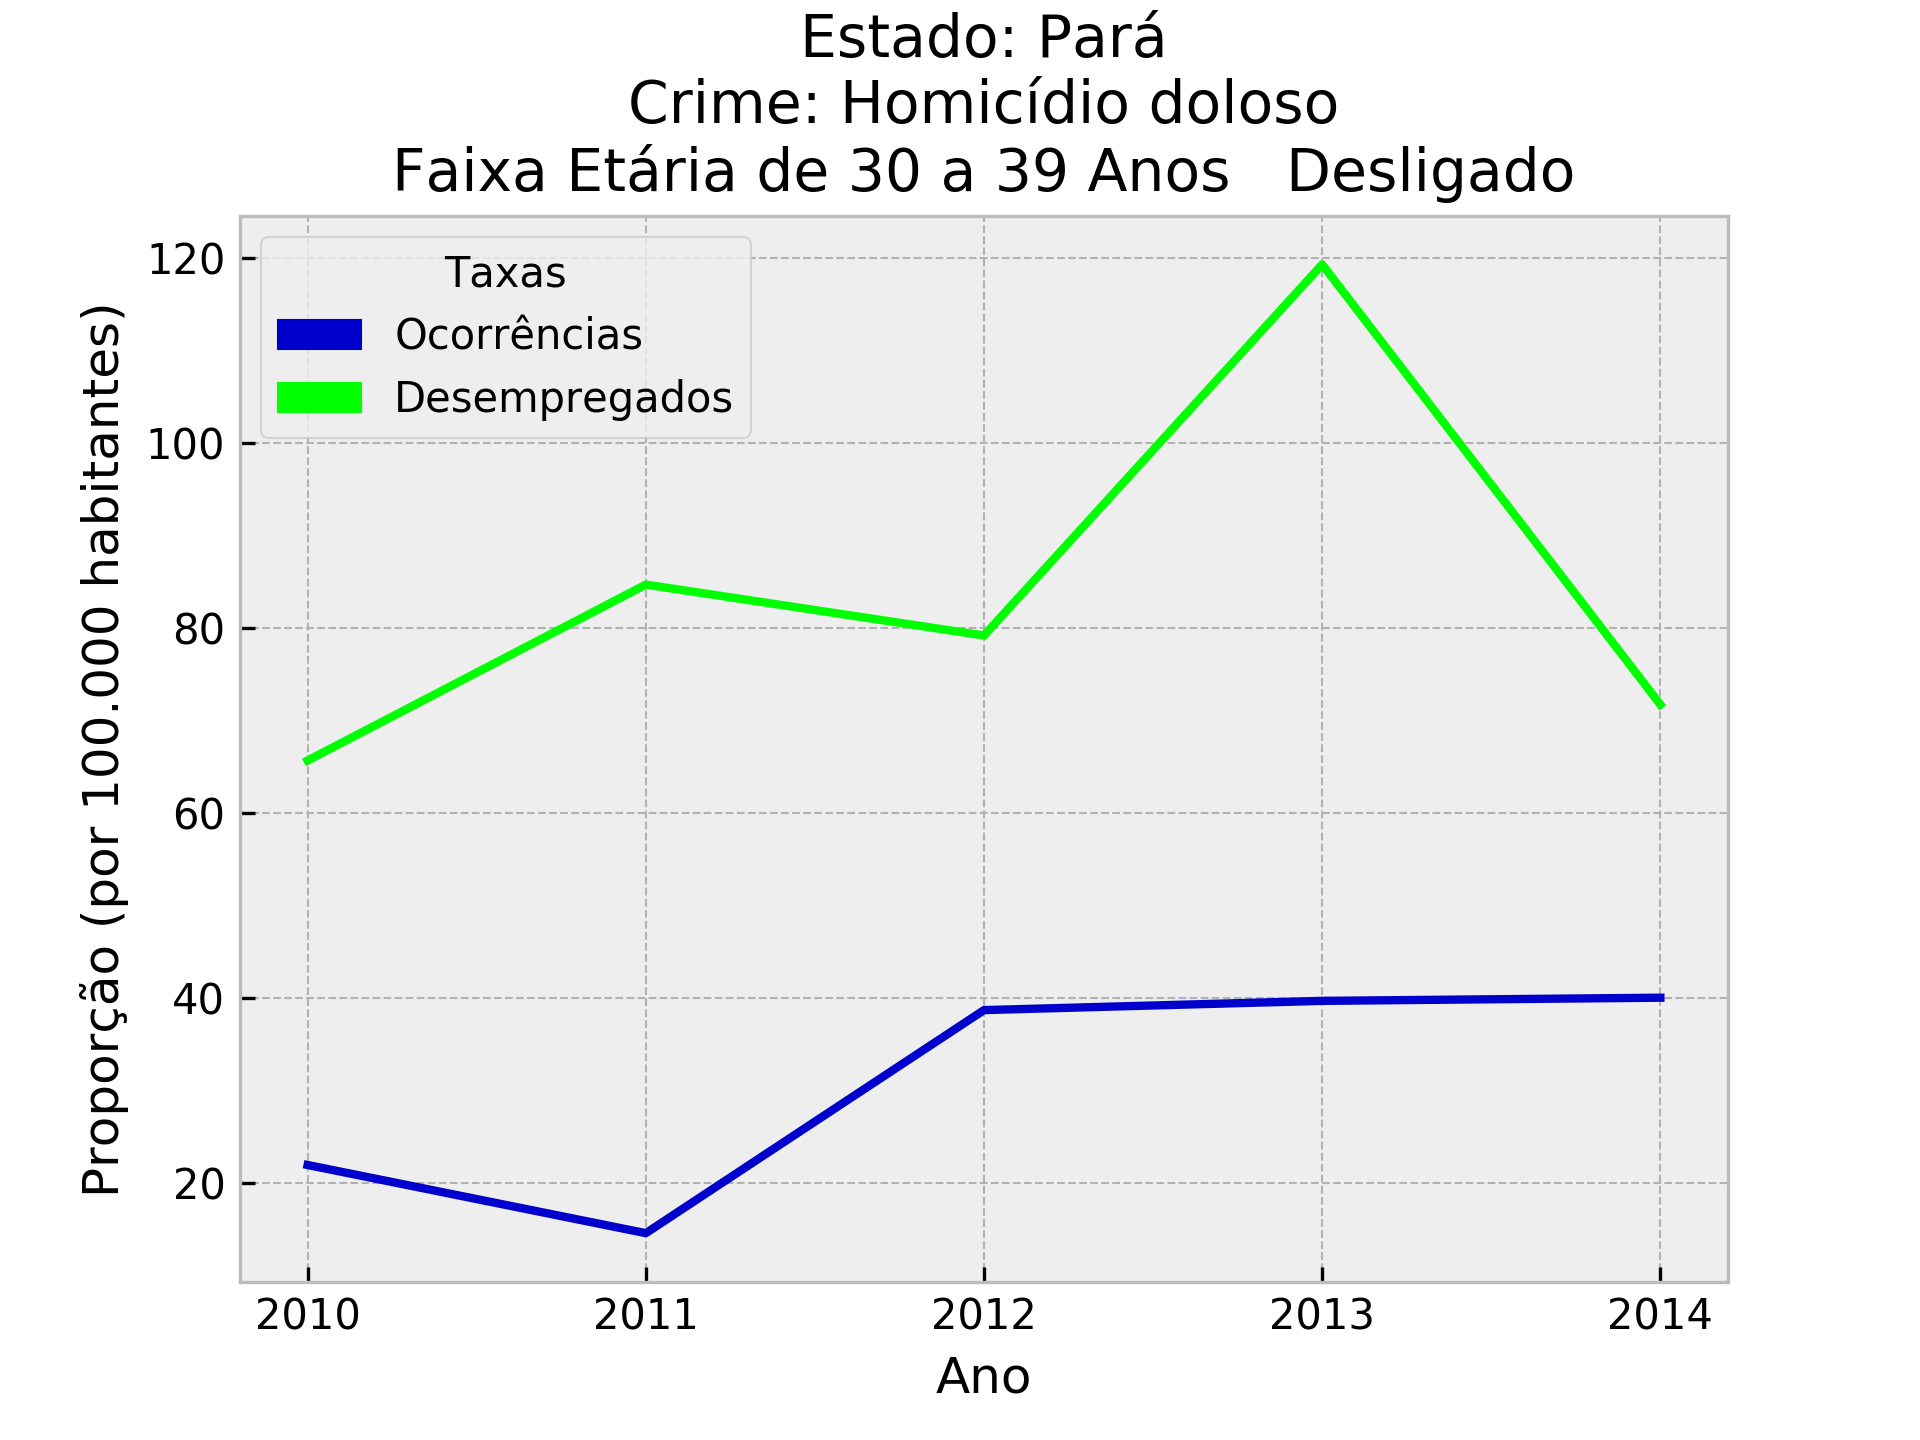 Estado: Pará
Crime: Homicídio doloso
Faixa Etária de 30 a 39 Anos   Desligado
Proporção (por 100.000 habitantes)
120
100
80
60
40
20
Taxas
Ocorrências
Desempregados
2010
2011
2012
2013
2014
Ano